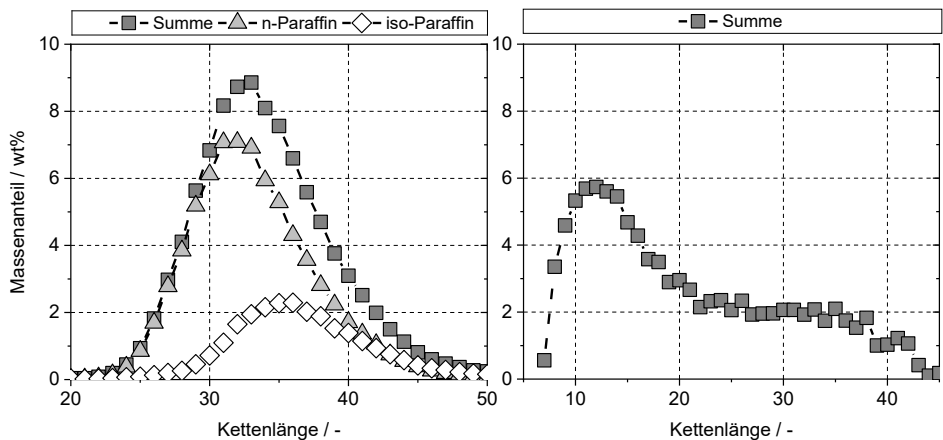 Summe n-Paraffin iso-Paraffin
Summe
10
8
6
4
2
0
Massenanteil / wt%
20 30 40 50
Kettenlänge / -
10
8
6
4
2
0
10 20 30 40
Kettenlänge / -